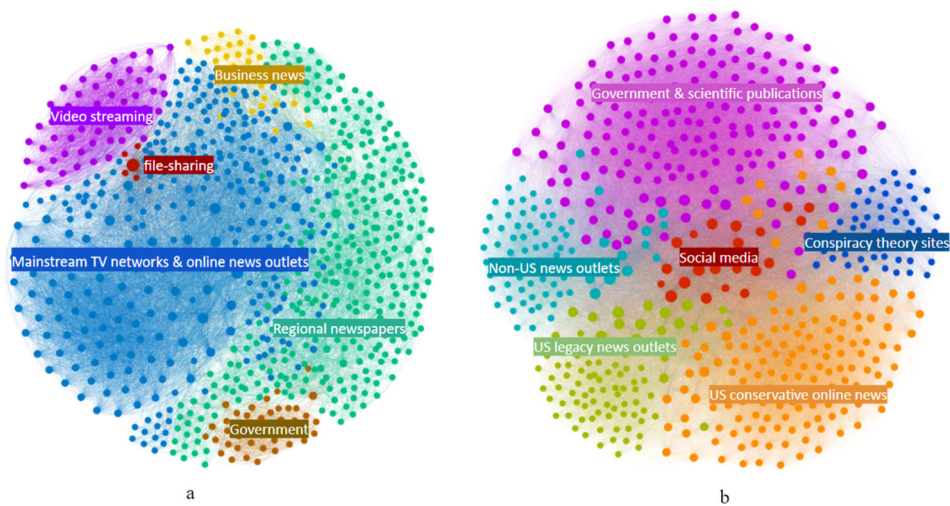 Business news
Video streaming
file-sharing
Mainstream TV networks & online news outlets
Regional newspapers
Government
a
Government & scientific publications
Conspiracy theory sites
Social media
Non-US news outlets
US legacy news outlets
US conservative online news
b